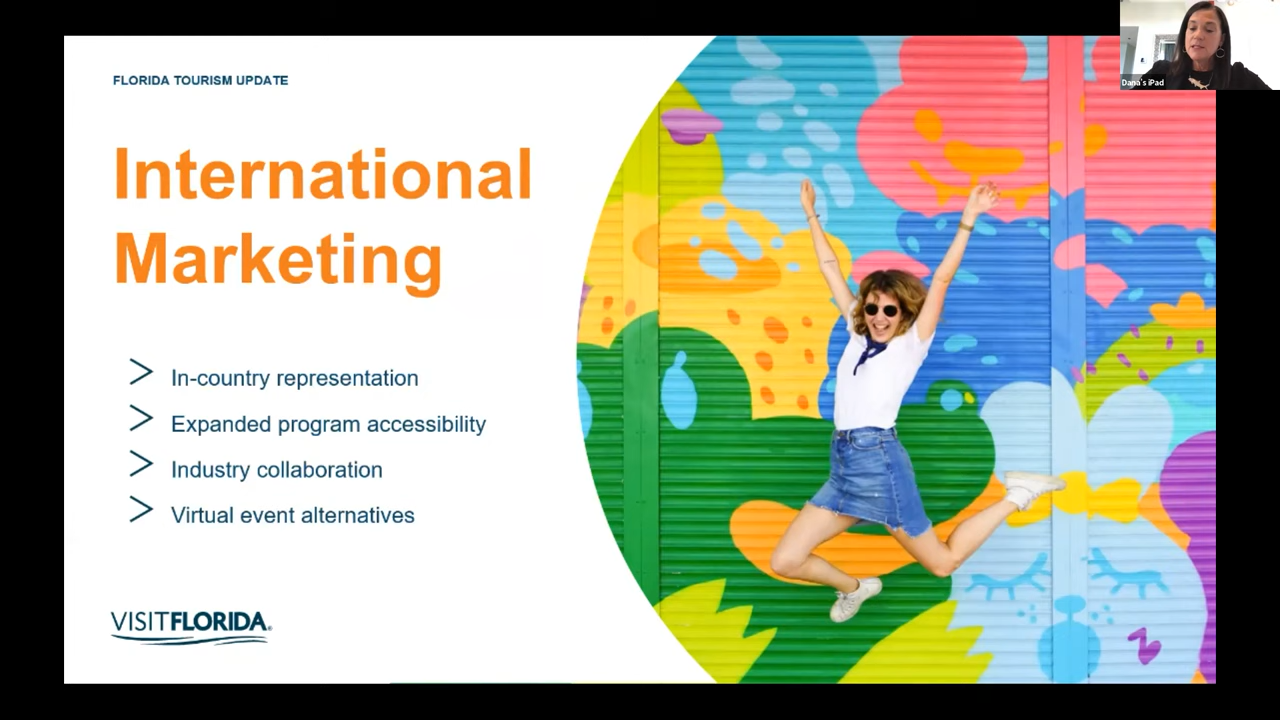 FLORIDA TOURISM UPDATE
International
Marketing
In-country representation
Expanded program accessibility
Industry collaboration
Virtual event alternatives
VISITFLORIDA®
Dana's iPad